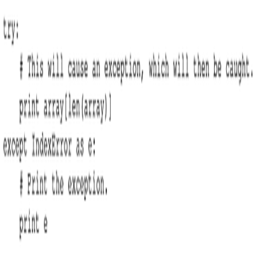 try:
    # This will cause an exception, which will then be caught.
    print array[len(array)]
except IndexError as e:
    # Print the exception.
    print e